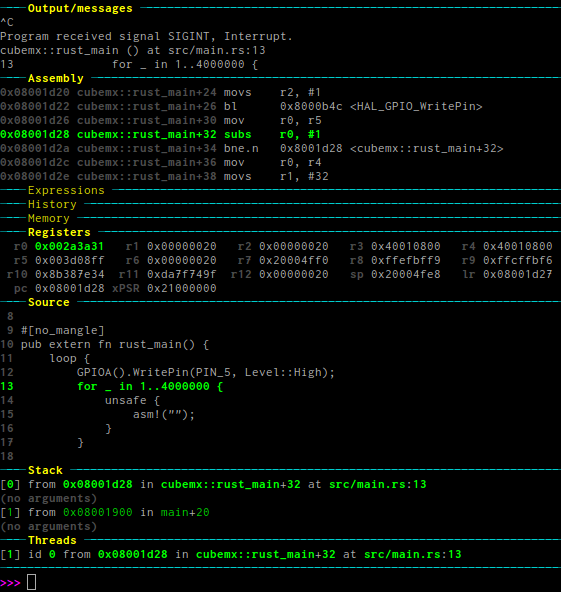 Output/messages
^C
Program received signal SIGINT, Interrupt.
cubemx::rust_main () at src/main.rs:13
13              for _ in 1..4000000 {
Assembly
0x08001d20 cubemx::rust_main+24 movs    r2, #1
0x08001d22 cubemx::rust_main+26 bl      0x8000b4c <HAL_GPIO_WritePin>
0x08001d26 cubemx::rust_main+30 mov     r0, r5
0x08001d28 cubemx::rust_main+32 subs    r0, #1
0x08001d2a cubemx::rust_main+34 bne.n   0x8001d28 <cubemx::rust_main+32>
0x08001d2c cubemx::rust_main+36 mov     r0, r4
0x08001d2e cubemx::rust_main+38 movs    r1, #32
Expressions
History
Memory
Registers
r0 0x002a3a31   r1 0x00000020   r2 0x00000020   r3 0x40010800   r4 0x40010800
r5 0x003d08ff   r6 0x00000020   r7 0x20004ff0   r8 0xffefbff9   r9 0xffcffbf6
r10 0x8b387e34  r11 0xda7f749f  r12 0x00000020   sp 0x20004fe8   lr 0x08001d27
pc 0x08001d28 xPSR 0x21000000
Source
8
9 #[no_mangle]
10 pub extern fn rust_main() {
11     loop {
12         GPIOA().WritePin(PIN_5, Level::High);
13         for _ in 1..4000000 {
14             unsafe {
15                 asm!("");
16             }
17         }
18
Stack
[0] from 0x08001d28 in cubemx::rust_main+32 at src/main.rs:13
(no arguments)
[1] from 0x08001900 in main+20
(no arguments)
Threads
[1] id 0 from 0x08001d28 in cubemx::rust_main+32 at src/main.rs:13
>>>